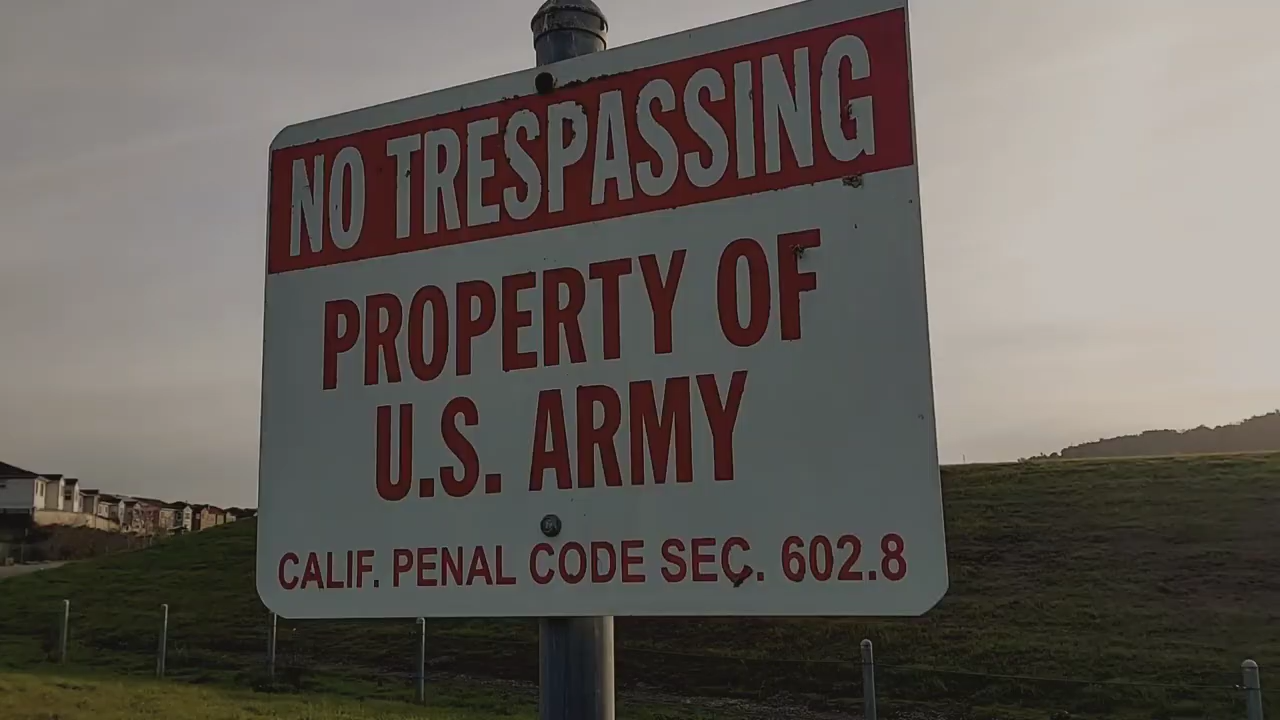 NO TRESPASSING
PROPERTY OF
U.S. ARMY
CALIF. PENAL CODE SEC. 602.8